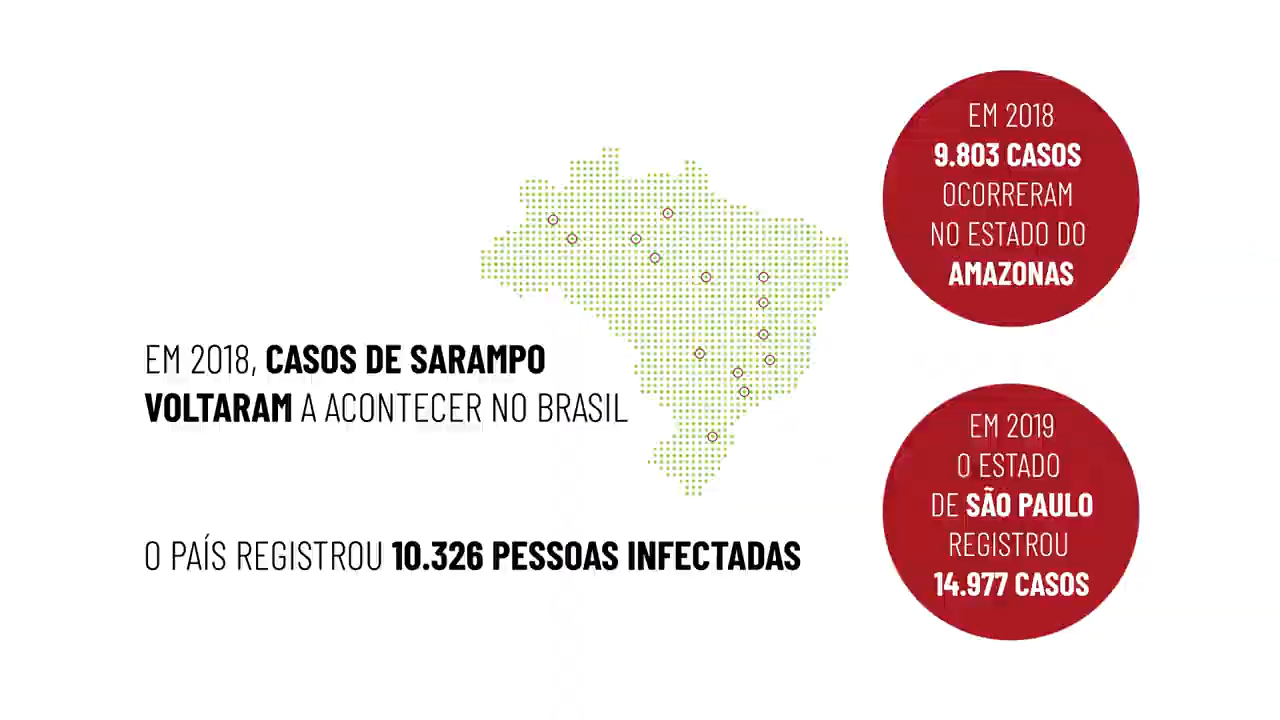 EM 2018, CASOS DE SARAMPO
VOLTARAM A ACONTECER NO BRASIL
O PAÍS REGISTROU 10.326 PESSOAS INFECTADAS
EM 2018
9.803 CASOS
OCORRERAM
NO ESTADO DO
AMAZONAS
EM 2019
O ESTADO
DE SÃO PAULO
REGISTROU
14.977 CASOS